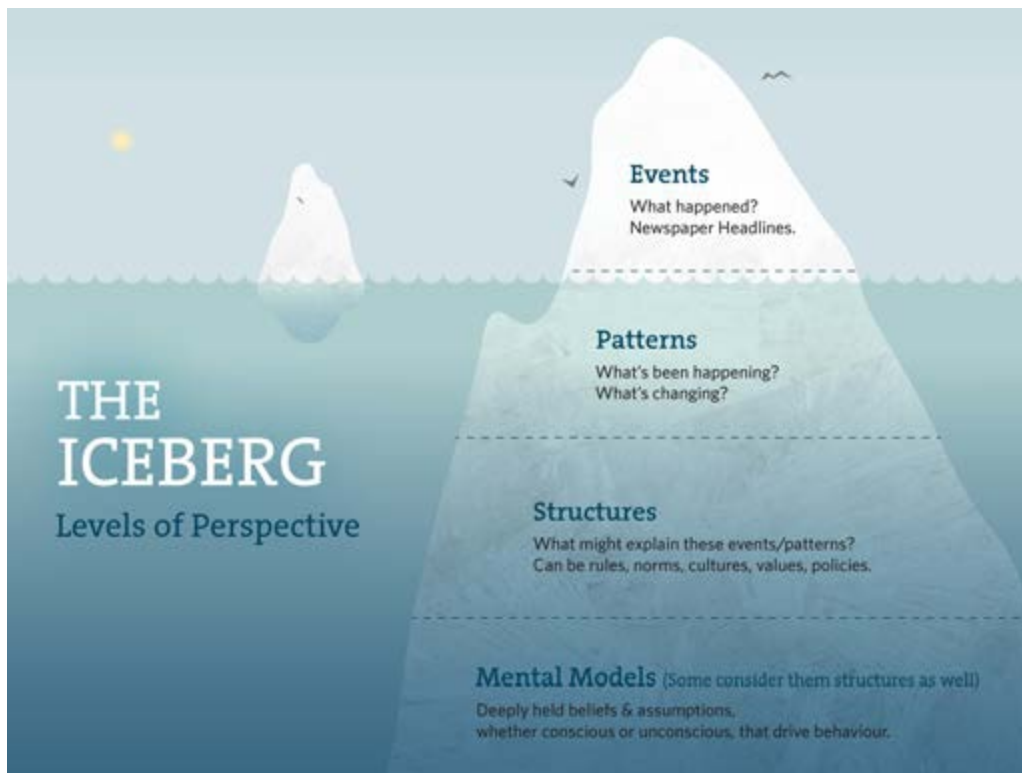 Events
What happened?
Newspaper Headlines.
Patterns
What's been happening?
What's changing?
THE
ICEBERG
Levels of Perspective
Structures
What might explain these events/patterns?
Can be rules, norms, cultures, values, policies.
Mental Models (Some consider them structures as well)
Deeply held beliefs & assumptions,
whether conscious or unconscious, that drive behaviour.